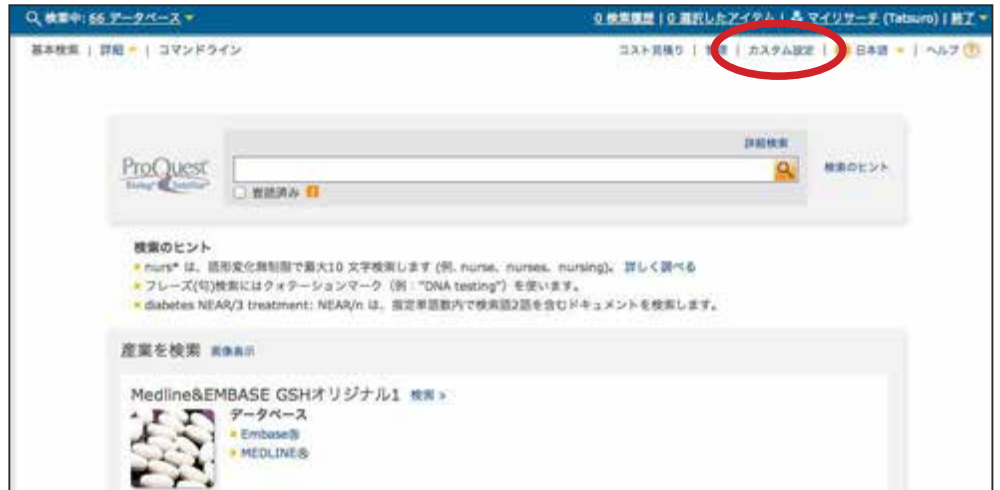 検索中: 66 データベース
0 検索履歴 | 0 選択したアイテム | マイリサーチ (Tatsuro) | 終了
基本検索 | 詳細 | コマンドライン
コスト見積り | 管理 | カスタム設定 | 日本語 | ヘルプ ?
詳細検索
ProQuest
検索のヒント
査読済み
検索のヒント
nurs* は、語形変化無制限で最大10 文字検索します (例. nurse、nurses、nursing)。 詳しく調べる
フレーズ(句)検索にはクォテーションマーク (例："DNA testing") を使います。
diabetes NEAR/3 treatment: NEAR/n は、指定単語数内で検索語2語を含むドキュメントを検索します。
産業を検索 画像表示
Medline&EMBASE GSHオリジナル1 検索 »
データベース
Embase®
MEDLINE®